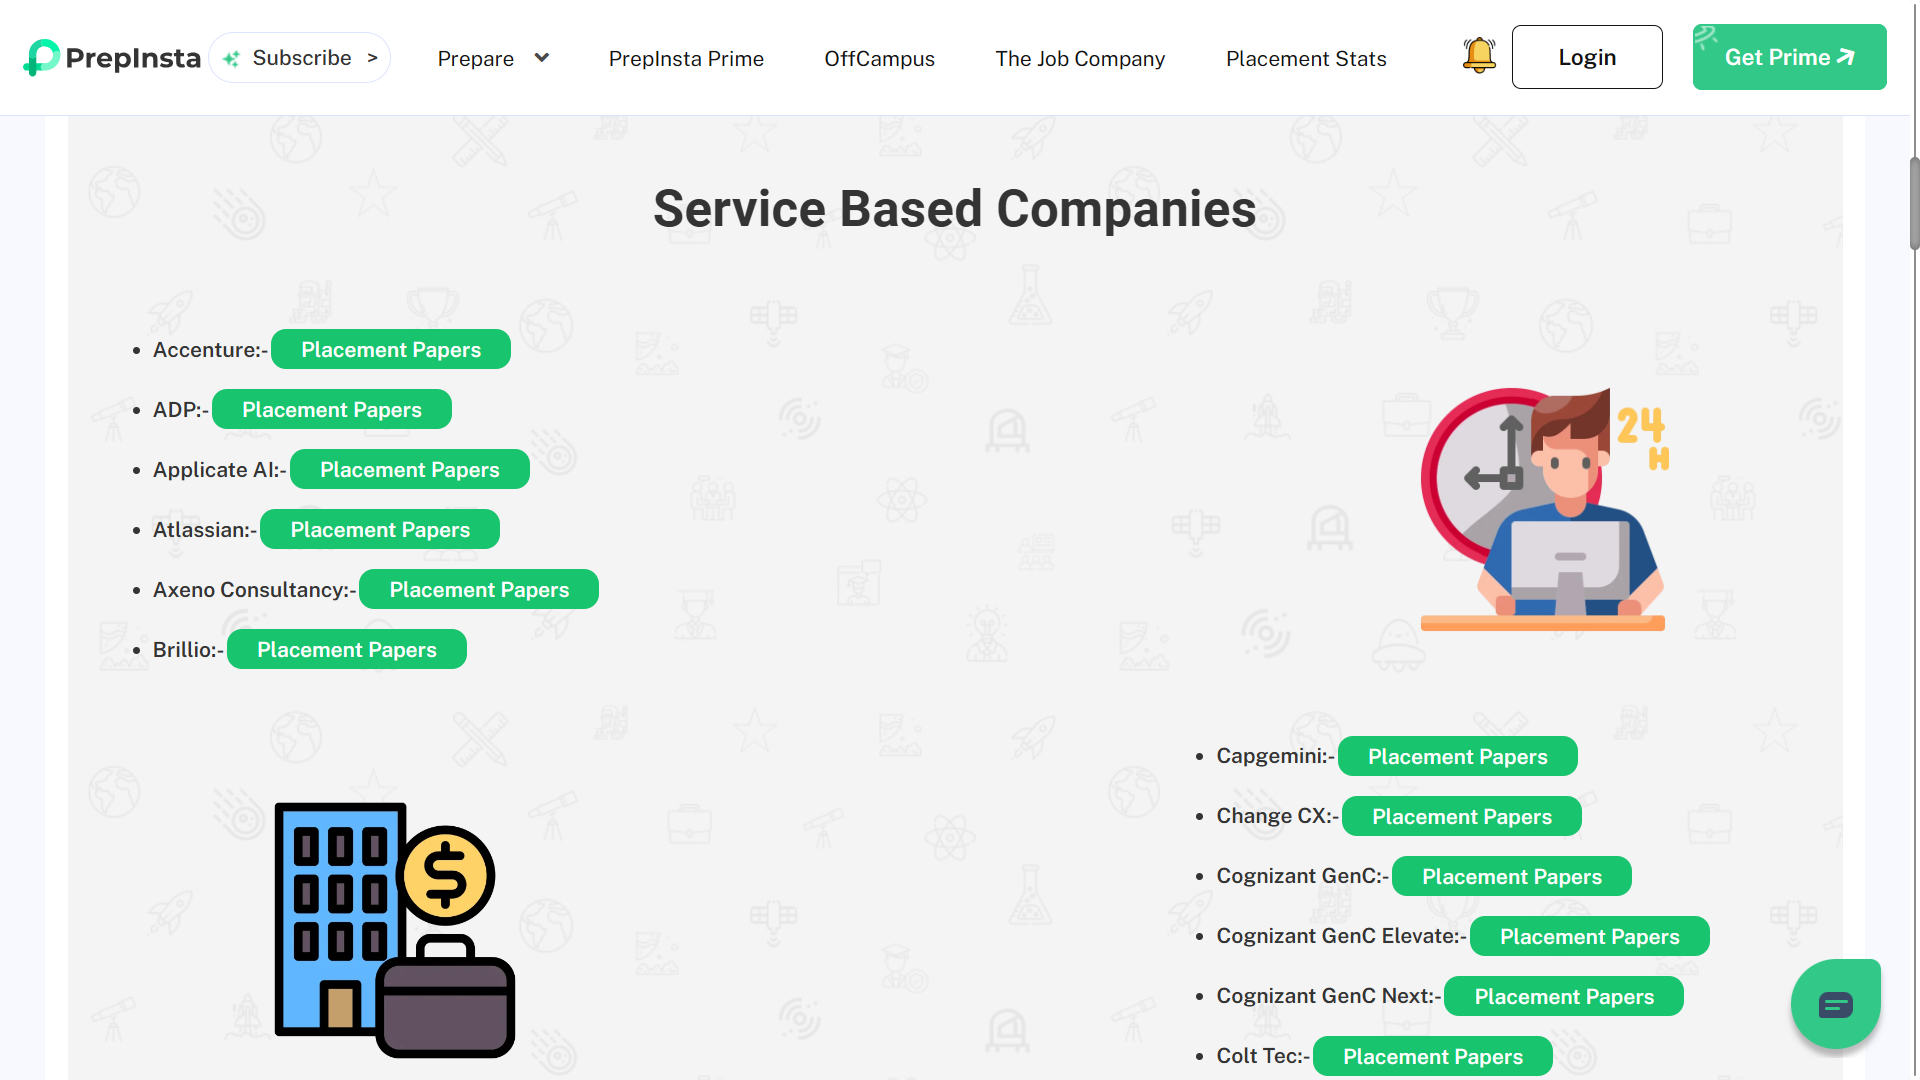 PrepInsta
Subscribe >
Prepare
PrepInsta Prime
OffCampus
The Job Company
Placement Stats
Login
Get Prime
Service Based Companies
Accenture:- Placement Papers
ADP:- Placement Papers
Applicate AI:- Placement Papers
Atlassian:- Placement Papers
Axeno Consultancy:- Placement Papers
Brillio:- Placement Papers
24
H
$
Capgemini:- Placement Papers
Change CX:- Placement Papers
Cognizant GenC:- Placement Papers
Cognizant GenC Elevate:- Placement Papers
Cognizant GenC Next:- Placement Papers
Colt Tec:- Placement Papers